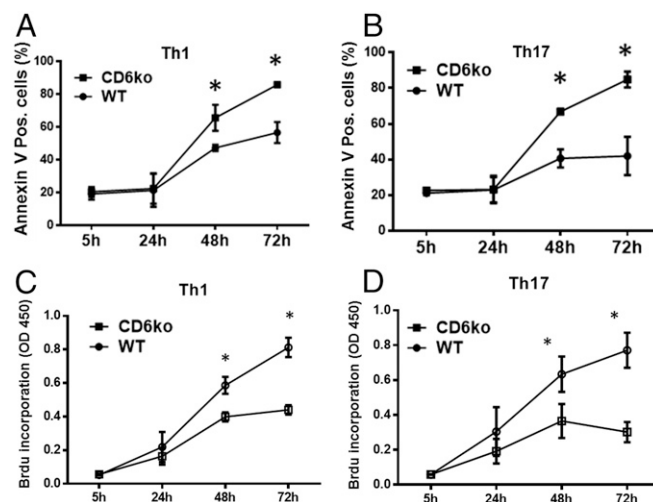 A
Th1
CD6ko
WT
Annexin V Pos. cells (%)
100
80
60
40
20
0
5h 24h 48h 72h
*
*
B
Th17
CD6ko
WT
Annexin V Pos. cells (%)
100
80
60
40
20
0
5h 24h 48h 72h
*
*
C
Th1
CD6ko
WT
Brdu incorporation (OD 450)
1.0
0.8
0.6
0.4
0.2
0.0
5h 24h 48h 72h
*
*
D
Th17
CD6ko
WT
Brdu incorporation (OD 450)
1.0
0.8
0.6
0.4
0.2
0.0
5h 24h 48h 72h
*
*